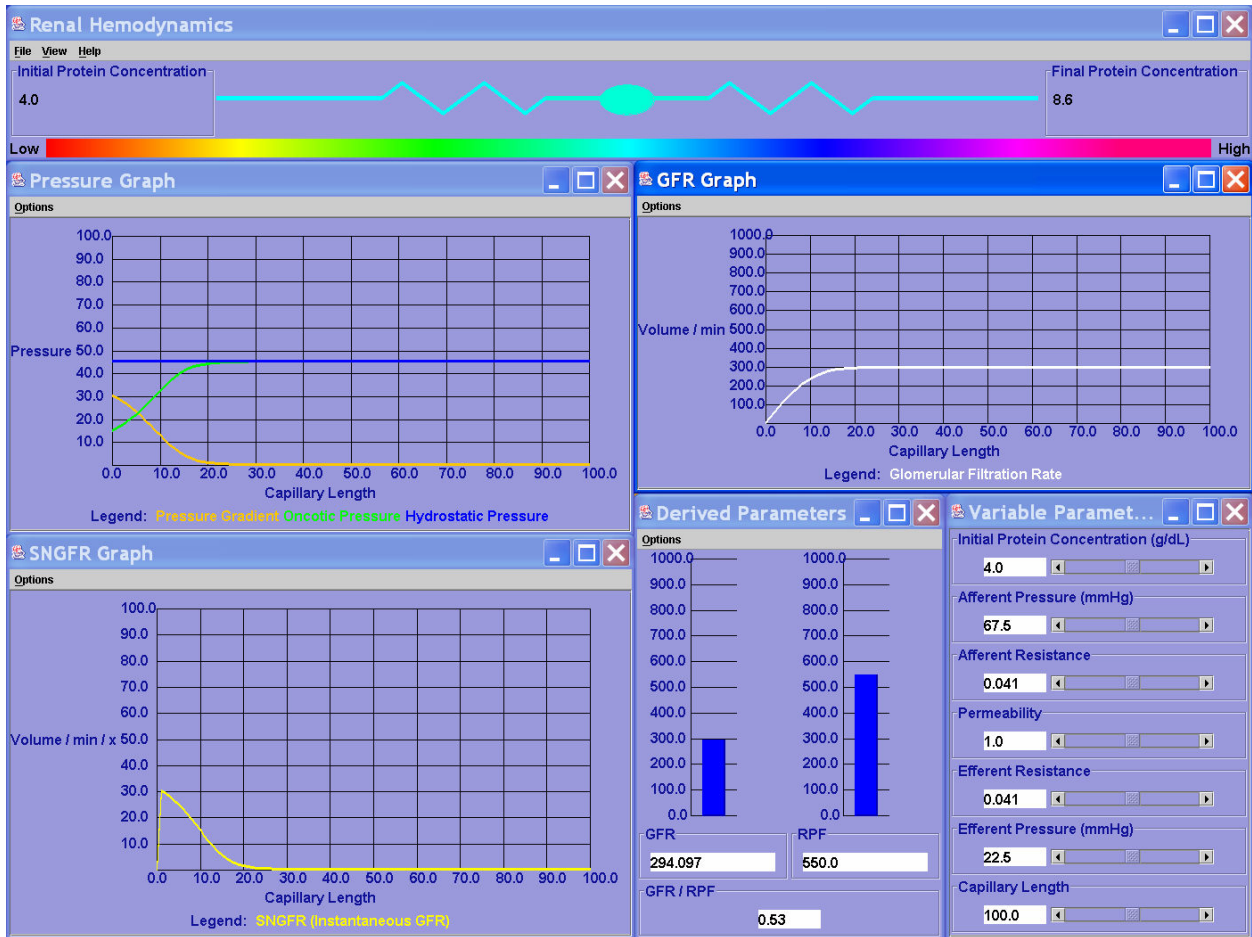 Renal Hemodynamics
File View Help
Initial Protein Concentration
4.0
Final Protein Concentration
8.6
Low
High
Pressure Graph
Options
100.0
90.0
80.0
70.0
60.0
Pressure 50.0
40.0
30.0
20.0
10.0
0.0 10.0 20.0 30.0 40.0 50.0 60.0 70.0 80.0 90.0 100.0
Capillary Length
Legend: Pressure Gradient Oncotic Pressure Hydrostatic Pressure
GFR Graph
Options
1000.0
900.0
800.0
700.0
600.0
Volume / min 500.0
400.0
300.0
200.0
100.0
0.0 10.0 20.0 30.0 40.0 50.0 60.0 70.0 80.0 90.0 100.0
Capillary Length
Legend: Glomerular Filtration Rate
SNGFR Graph
Options
100.0
90.0
80.0
70.0
60.0
Volume / min / x 50.0
40.0
30.0
20.0
10.0
0.0 10.0 20.0 30.0 40.0 50.0 60.0 70.0 80.0 90.0 100.0
Capillary Length
Legend: SNGFR (Instantaneous GFR)
Derived Parameters
Options
1000.0 1000.0
900.0 900.0
800.0 800.0
700.0 700.0
600.0 600.0
500.0 500.0
400.0 400.0
300.0 300.0
200.0 200.0
100.0 100.0
0.0 0.0
GFR
294.097
RPF
550.0
GFR / RPF
0.53
Variable Paramet...
Initial Protein Concentration (g/dL)
4.0
Afferent Pressure (mmHg)
67.5
Afferent Resistance
0.041
Permeability
1.0
Efferent Resistance
0.041
Efferent Pressure (mmHg)
22.5
Capillary Length
100.0